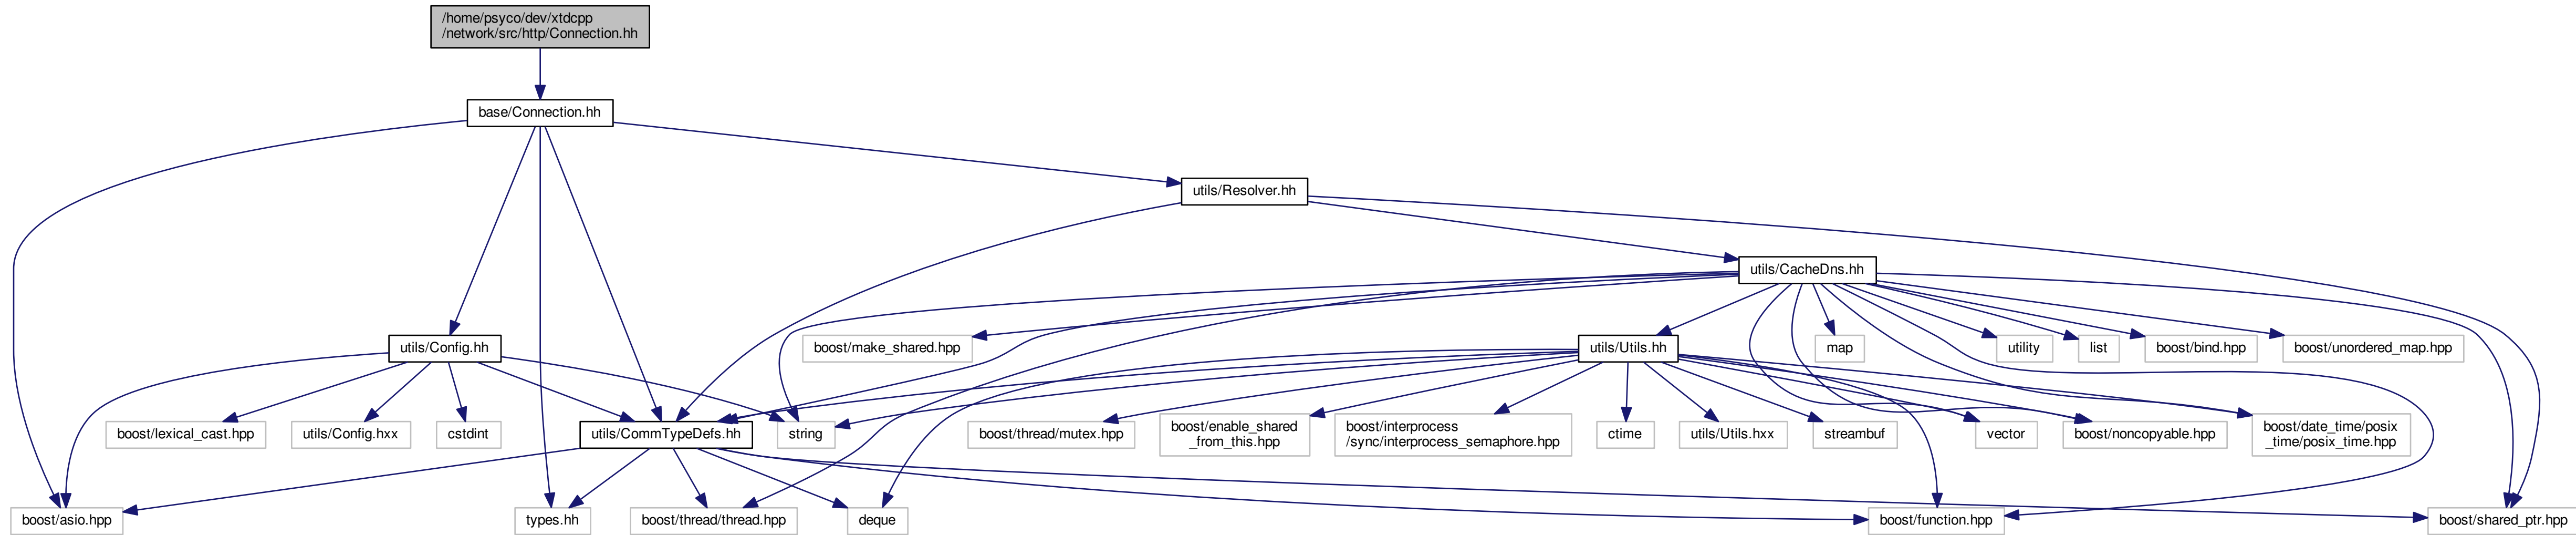 /home/psyco/dev/xtdcpp
/network/src/http/Connection.hh
base/Connection.hh
utils/Resolver.hh
utils/CacheDns.hh
utils/Config.hh
boost/make_shared.hpp
utils/Utils.hh
map
utility
list
boost/bind.hpp
boost/unordered_map.hpp
boost/lexical_cast.hpp
utils/Config.hxx
cstdint
utils/CommTypeDefs.hh
string
boost/thread/mutex.hpp
boost/enable_shared
_from_this.hpp
boost/interprocess
/sync/interprocess_semaphore.hpp
ctime
utils/Utils.hxx
streambuf
vector
boost/noncopyable.hpp
boost/date_time/posix
_time/posix_time.hpp
boost/asio.hpp
types.hh
boost/thread/thread.hpp
deque
boost/function.hpp
boost/shared_ptr.hpp